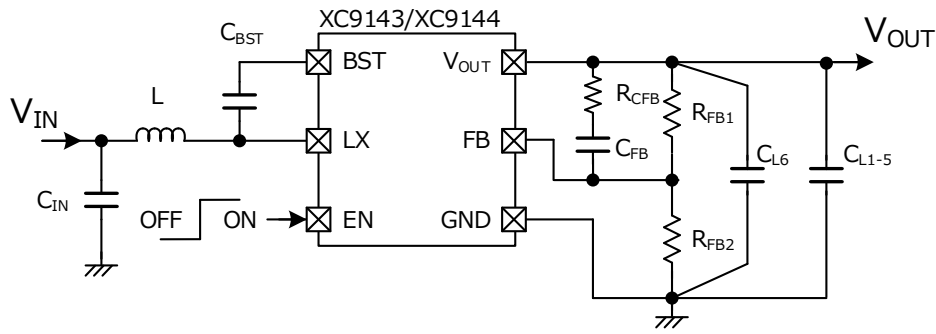 XC9143/XC9144
C_BST
BST
V_OUT
V_OUT
V_IN
L
R_CFB
R_FB1
LX
FB
C_FB
C_L6
C_L1-5
C_IN
OFF
ON
EN
GND
R_FB2